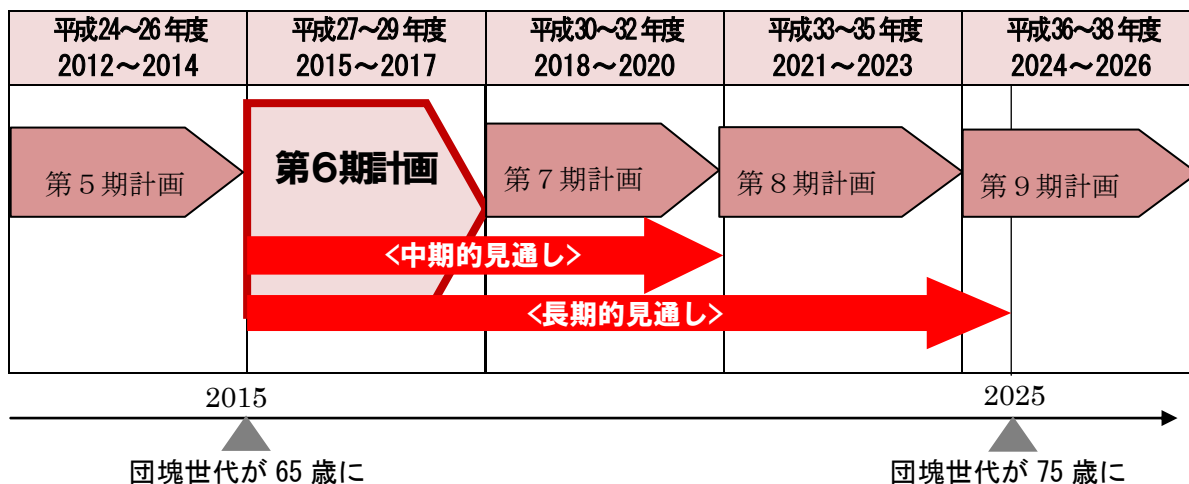 平成24～26年度 平成27～29年度 平成30～32年度 平成33～35年度 平成36～38年度
2012～2014 2015～2017 2018～2020 2021～2023 2024～2026
第５期計画 第６期計画 第７期計画 第８期計画 第９期計画
<中期的見通し>
<長期的見通し>
2015 2025
団塊世代が 65 歳に 団塊世代が 75 歳に